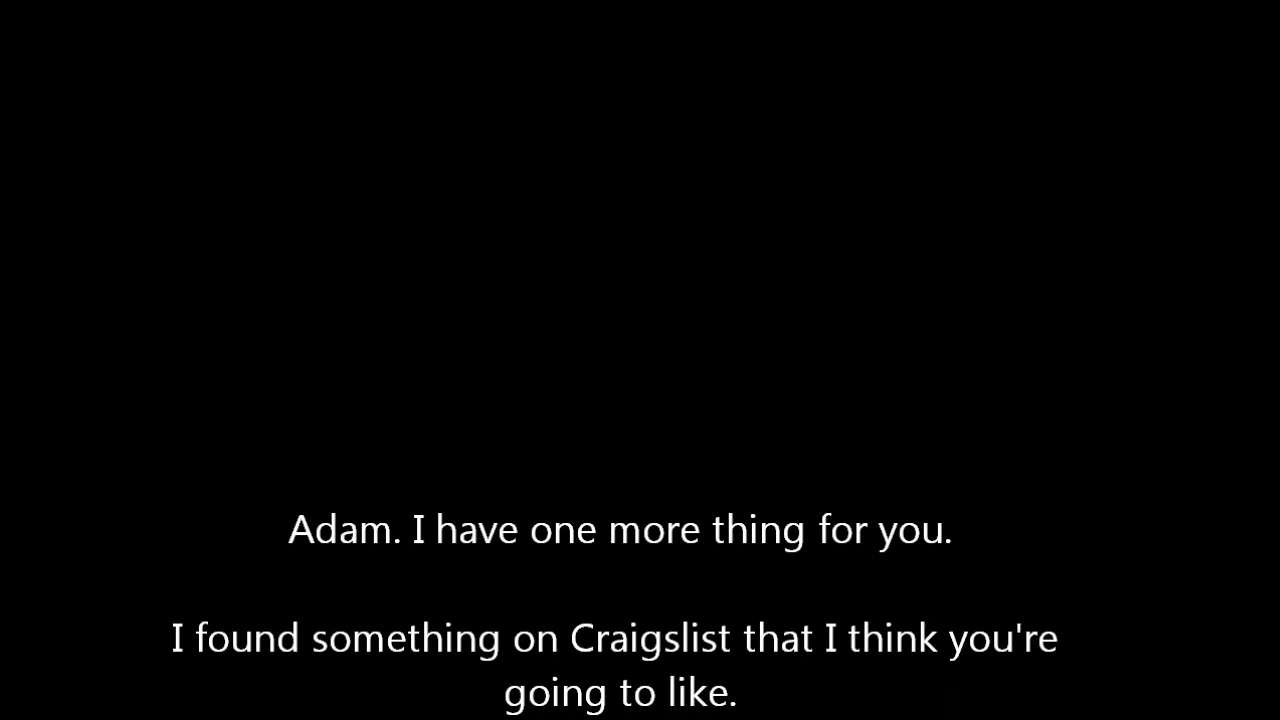 Adam. I have one more thing for you.
I found something on Craigslist that I think you're
going to like.